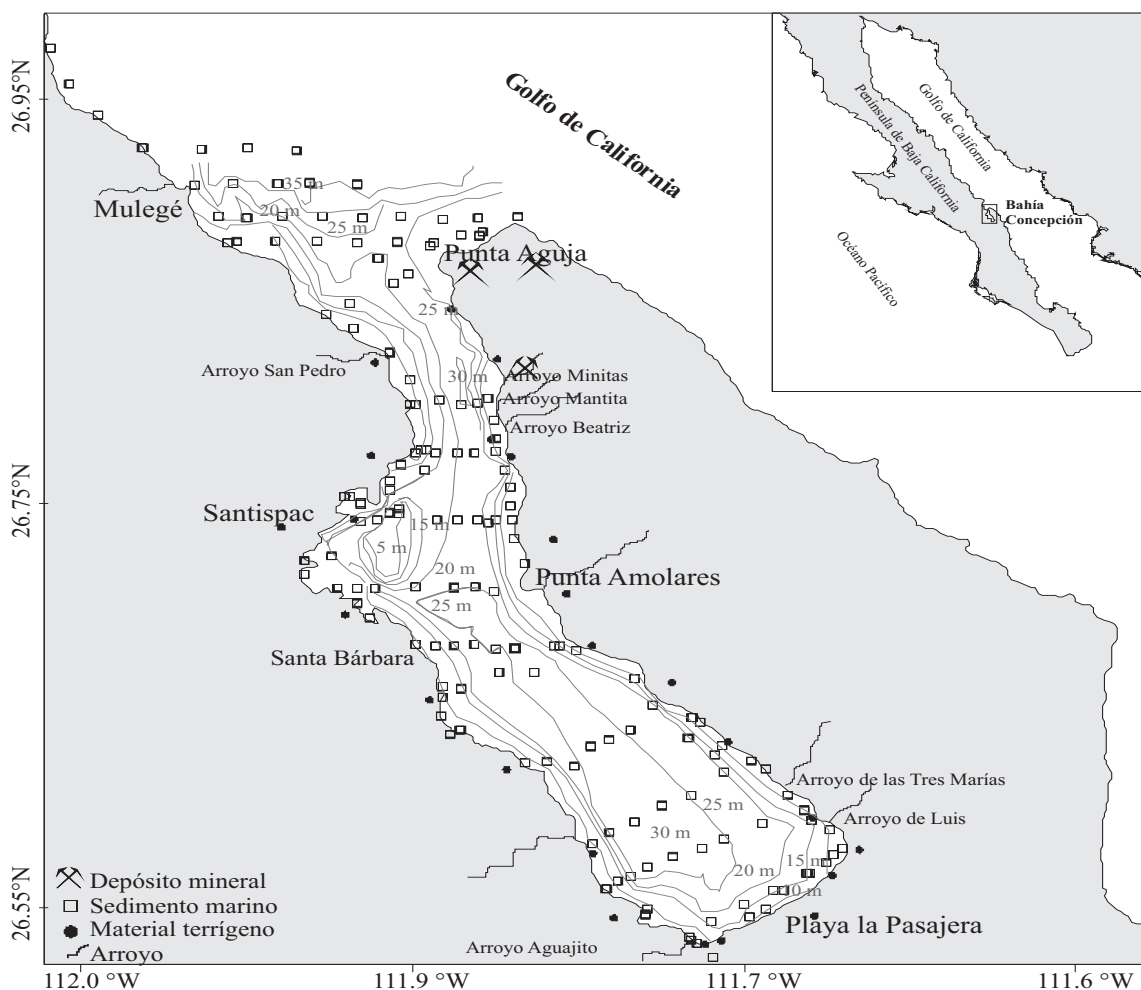 Golfo de California
Península de Baja California
Golfo de California
Bahía
Concepción
Océano Pacífico
26.95°N
35 m
Mulegé
20 m
25 m
Punta Aguja
25 m
Arroyo San Pedro
30 m
Arroyo Minitas
Arroyo Mantita
Arroyo Beatriz
26.75°N
Santispac
15 m
5 m
20 m
Punta Amolares
25 m
Santa Bárbara
Arroyo de las Tres Marías
25 m
Arroyo de Luis
30 m
15 m
20 m
10 m
Depósito mineral
Sedimento marino
26.55°N
Playa la Pasajera
Material terrígeno
Arroyo Aguajito
Arroyo
112.0 °W
111.9 °W
111.7 °W
111.6 °W